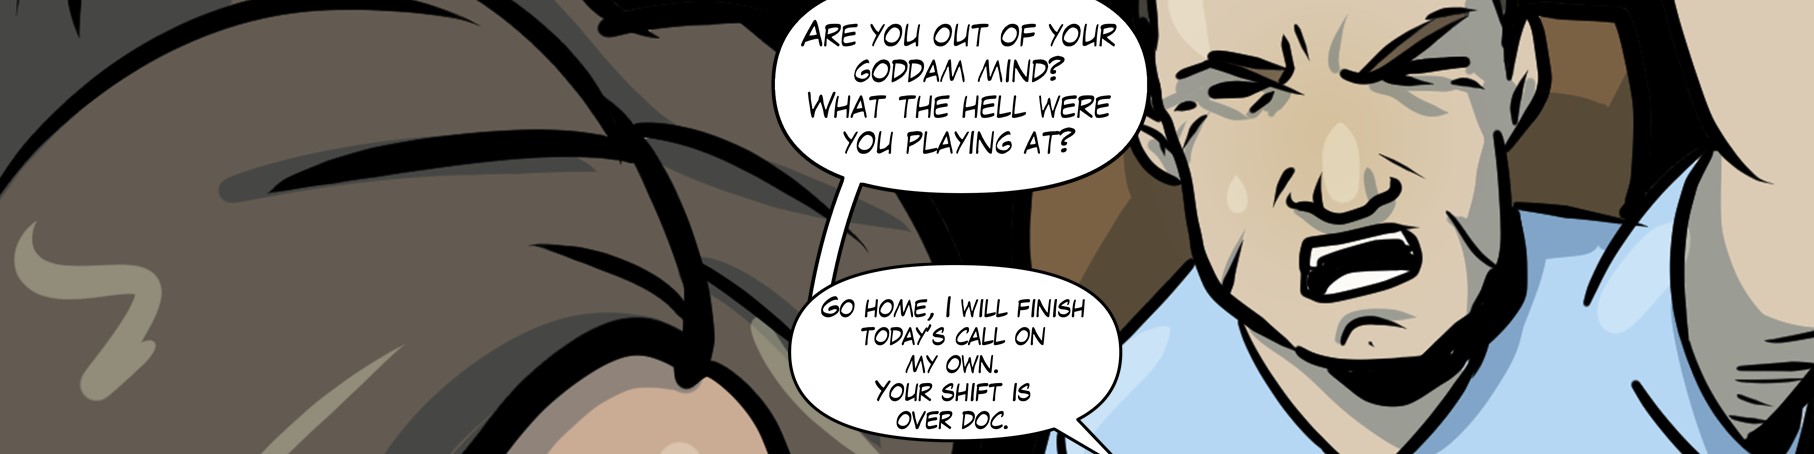 Are you out of your
goddam mind?
What the hell were
you playing at?
Go home, I will finish
today's call on
my own.
Your shift is
over doc.